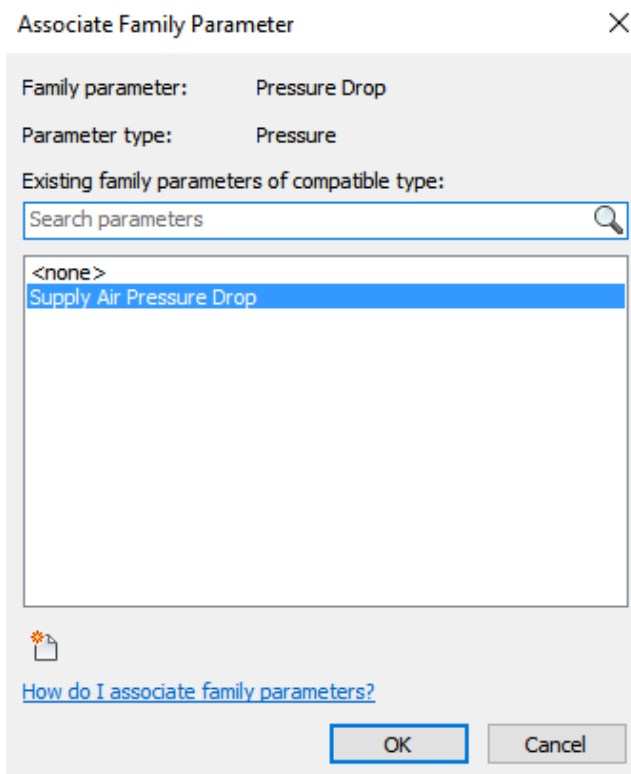 Associate Family Parameter
Family parameter: Pressure Drop
Parameter type: Pressure
Existing family parameters of compatible type:
Search parameters
<none>
Supply Air Pressure Drop
How do I associate family parameters?
OK Cancel